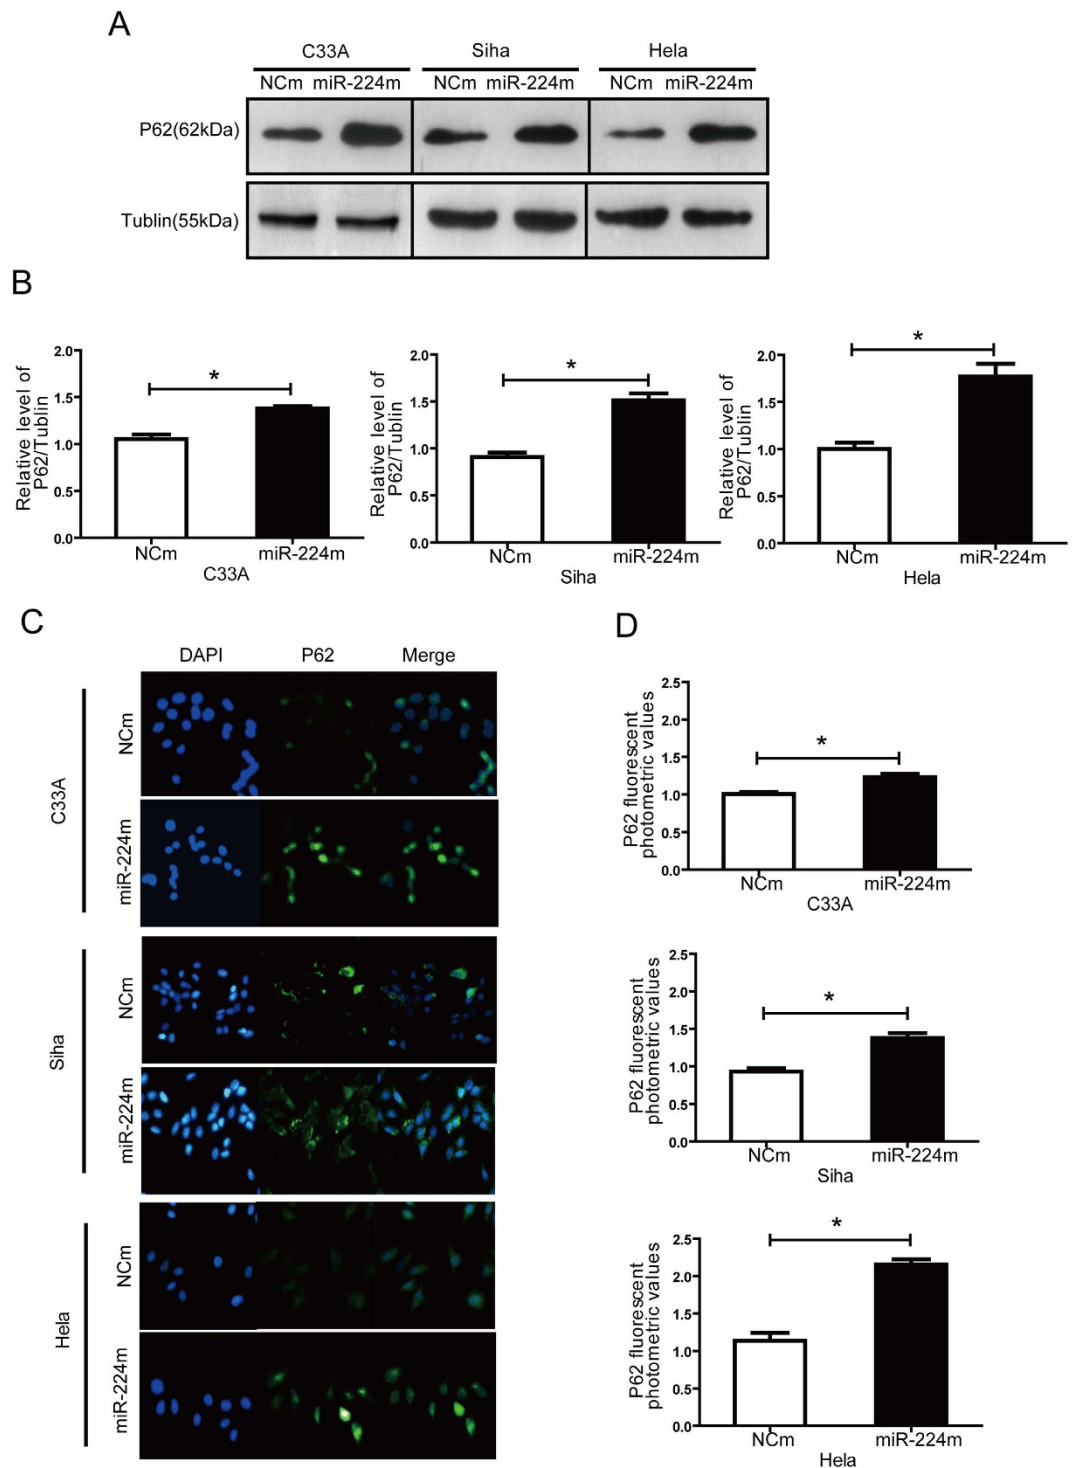 A
C33A Siha Hela
NCm miR-224m NCm miR-224m NCm miR-224m
P62(62kDa)
Tublin(55kDa)
B
Relative level of
P62/Tublin
2.0
1.5
1.0
0.5
0.0
*
NCm miR-224m
C33A
Relative level of
P62/Tublin
2.0
1.5
1.0
0.5
0.0
*
NCm miR-224m
Siha
Relative level of
P62/Tublin
2.0
1.5
1.0
0.5
0.0
*
NCm miR-224m
Hela
C
DAPI P62 Merge
C33A
NCm
miR-224m
Siha
NCm
miR-224m
Hela
NCm
miR-224m
D
P62 fluorescent
photometric values
2.5
2.0
1.5
1.0
0.5
0.0
*
NCm miR-224m
C33A
P62 fluorescent
photometric values
2.5
2.0
1.5
1.0
0.5
0.0
*
NCm miR-224m
Siha
P62 fluorescent
photometric values
2.5
2.0
1.5
1.0
0.5
0.0
*
NCm miR-224m
Hela